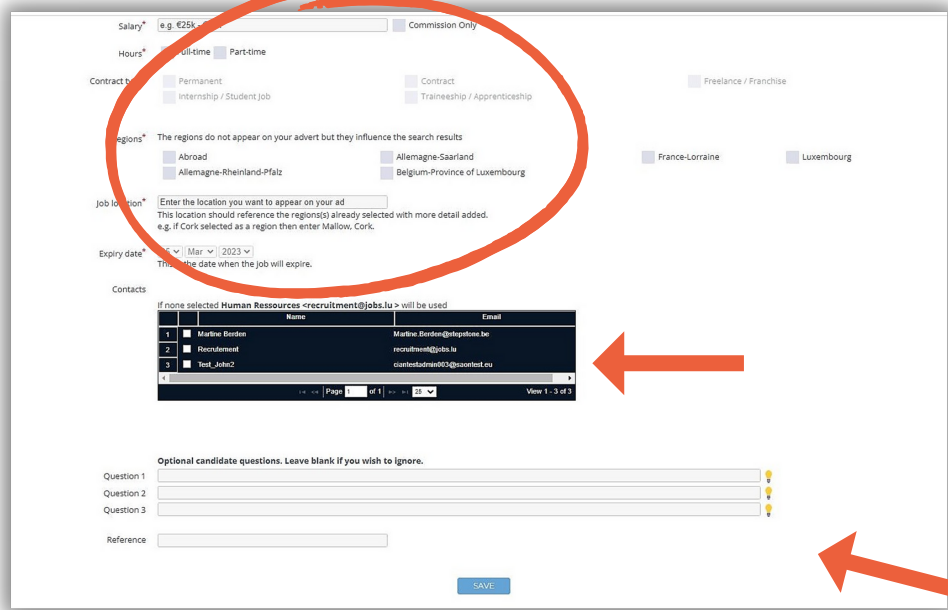 Salary* e.g. €25k - Commission Only
Hours* Full-time Part-time
Contract Permanent Contract Freelance / Franchise
Internship / Student Job Traineeship / Apprenticeship
Regions* The regions do not appear on your advert but they influence the search results
Abroad Allemagne-Saarland France-Lorraine Luxembourg
Allemagne-Rheinland-Pfalz Belgium-Province of Luxembourg
Job location* Enter the location you want to appear on your ad
This location should reference the regions(s) already selected with more detail added.
e.g. if Cork selected as a region then enter Mallow, Cork.
Expiry date* Mar 2023
This is the date when the job will expire.
Contacts
If none selected Human Ressources <recruitment@jobs.lu > will be used
Name Email
1 Martine Berden Martine.Berden@stepstone.be
2 Recrutement recruitment@jobs.lu
3 Test_John2 ciantestadmin003@saontest.eu
Page 1 of 1 25 View 1 - 3 of 3
Optional candidate questions. Leave blank if you wish to ignore.
Question 1
Question 2
Question 3
Reference
SAVE